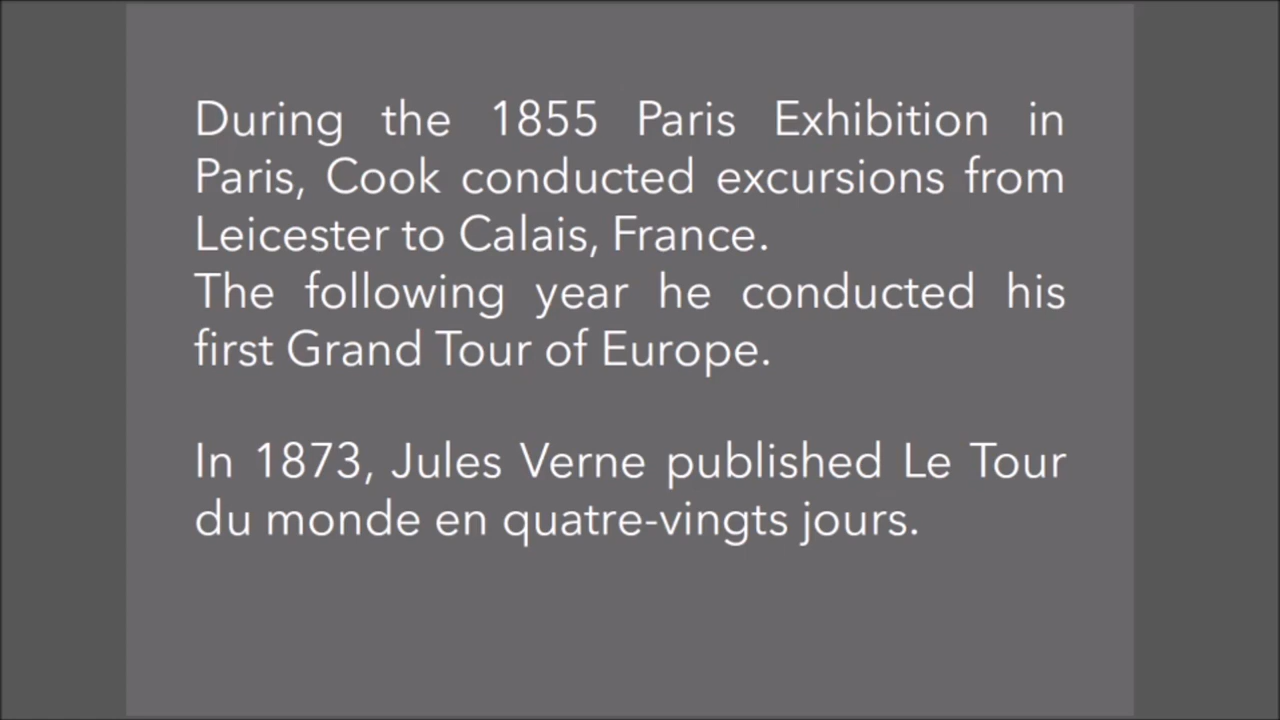 During the 1855 Paris Exhibition in
Paris, Cook conducted excursions from
Leicester to Calais, France.
The following year he conducted his
first Grand Tour of Europe.
In 1873, Jules Verne published Le Tour
du monde en quatre-vingts jours.